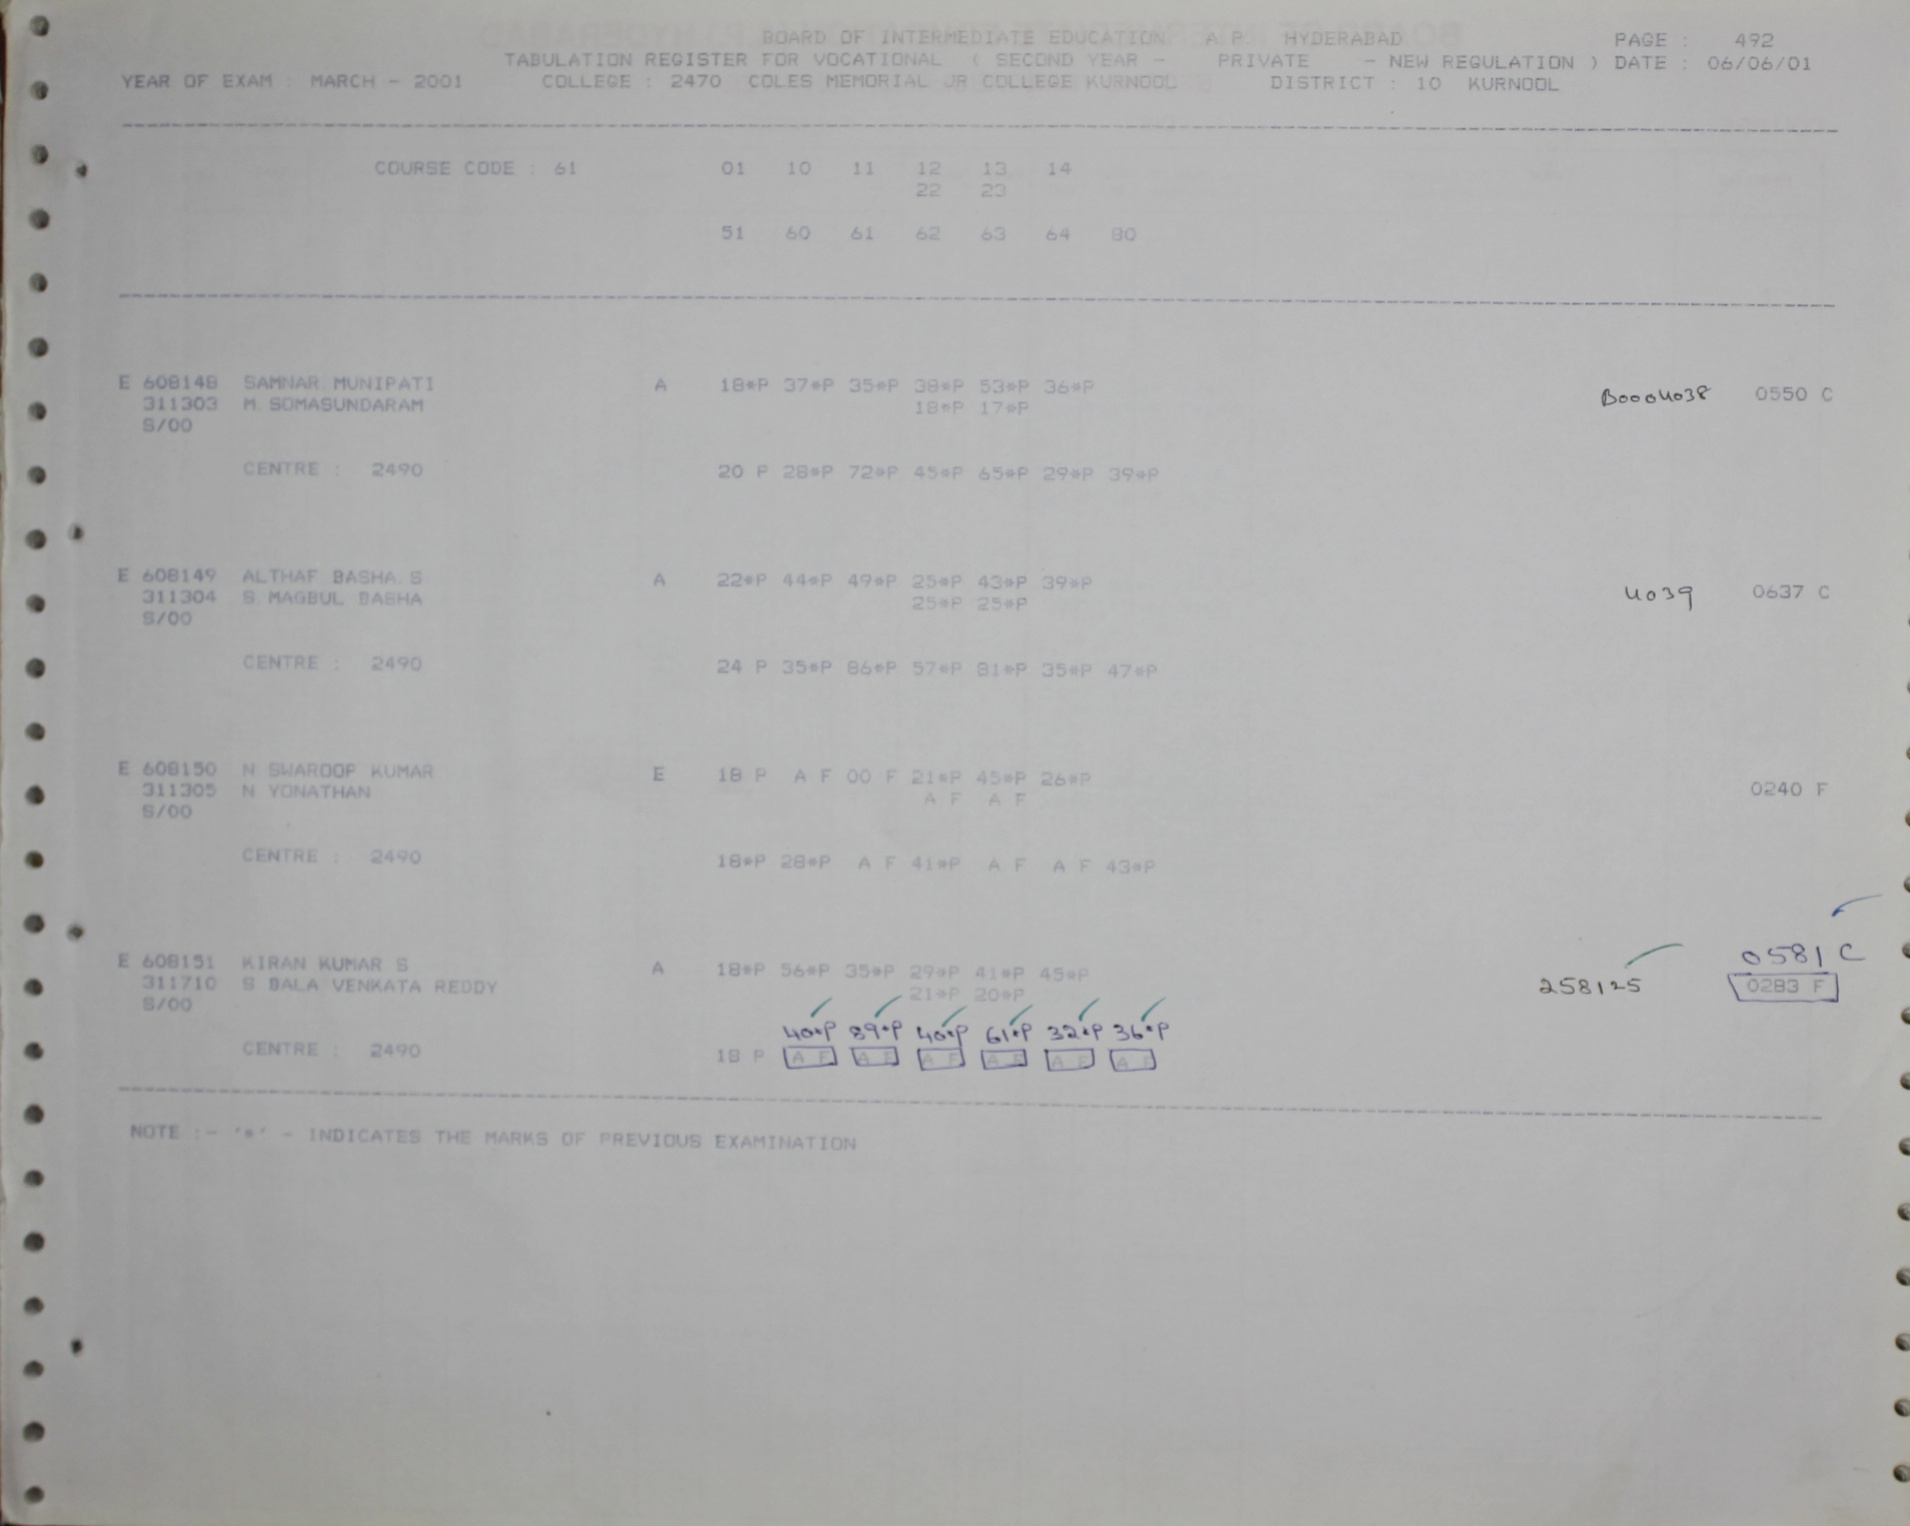 BOARD OF INTERMEDIATE EDUCATION A P. HYDERABAD PAGE : 492
TABULATION REGISTER FOR VOCATIONAL ( SECOND YEAR - PRIVATE - NEW REGULATION ) DATE : 06/06/01
YEAR OF EXAM : MARCH - 2001 COLLEGE : 2470 COLES MEMORIAL JR COLLEGE KURNOOL DISTRICT : 10 KURNOOL
COURSE CODE : 61 01 10 11 12 13 14
22 23
51 60 61 62 63 64 80
E 608148 SAMNAR MUNIPATI A 18*P 37*P 35*P 38*P 53*P 36*P
311303 M. SOMASUNDARAM 18*P 17*P B0004038 0550 C
S/00
CENTRE : 2490 20 P 28*P 72*P 45*P 65*P 29*P 39*P
E 608149 ALTHAF BASHA. S A 22*P 44*P 49*P 25*P 43*P 39*P
311304 S. MAGBUL BASHA 25*P 25*P 4039 0637 C
S/00
CENTRE : 2490 24 P 35*P 86*P 57*P 81*P 35*P 47*P
E 608150 N SWAROOP KUMAR E 18 P A F 00 F 21*P 45*P 26*P
311305 N YONATHAN A F A F 0240 F
S/00
CENTRE : 2490 18*P 28*P A F 41*P A F A F 43*P
E 608151 KIRAN KUMAR S A 18*P 56*P 35*P 29*P 41*P 45*P 0581 C
311710 S BALA VENKATA REDDY 21*P 20*P 258125 0283 F
S/00
40*P 89*P 40*P 61*P 32*P 36*P
CENTRE : 2490 18 P A F A F A F A F A F A F
NOTE :- '*' - INDICATES THE MARKS OF PREVIOUS EXAMINATION